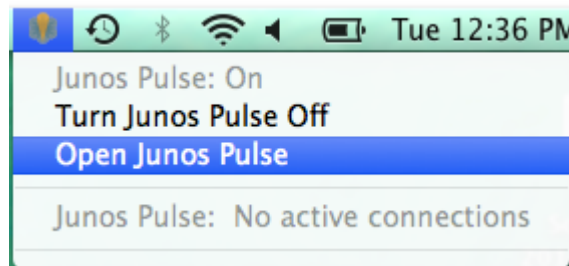 Tue 12:36 PM
Junos Pulse: On
Turn Junos Pulse Off
Open Junos Pulse
Junos Pulse: No active connections